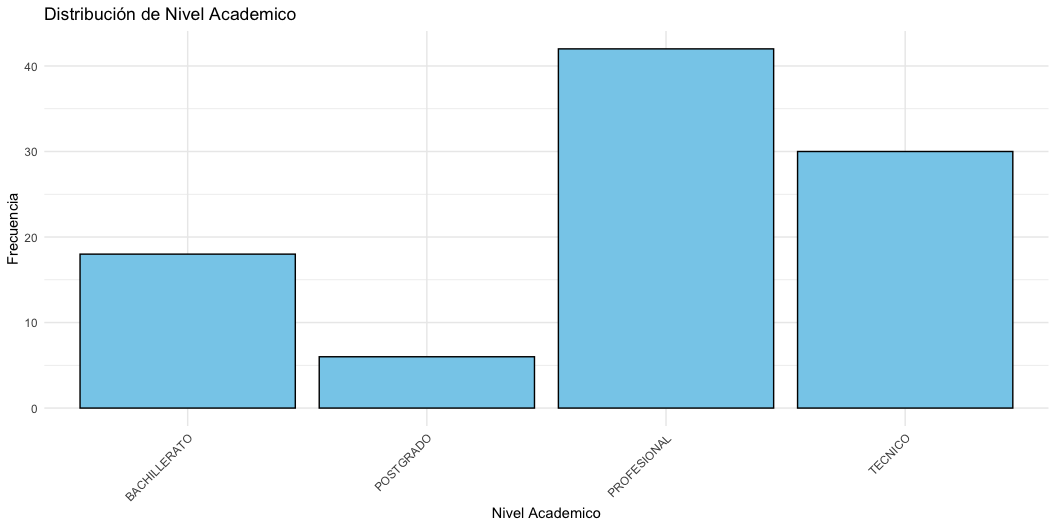 Distribución de Nivel Academico
Frecuencia
40
30
20
10
0
BACHILLERATO
POSTGRADO
PROFESIONAL
TECNICO
Nivel Academico